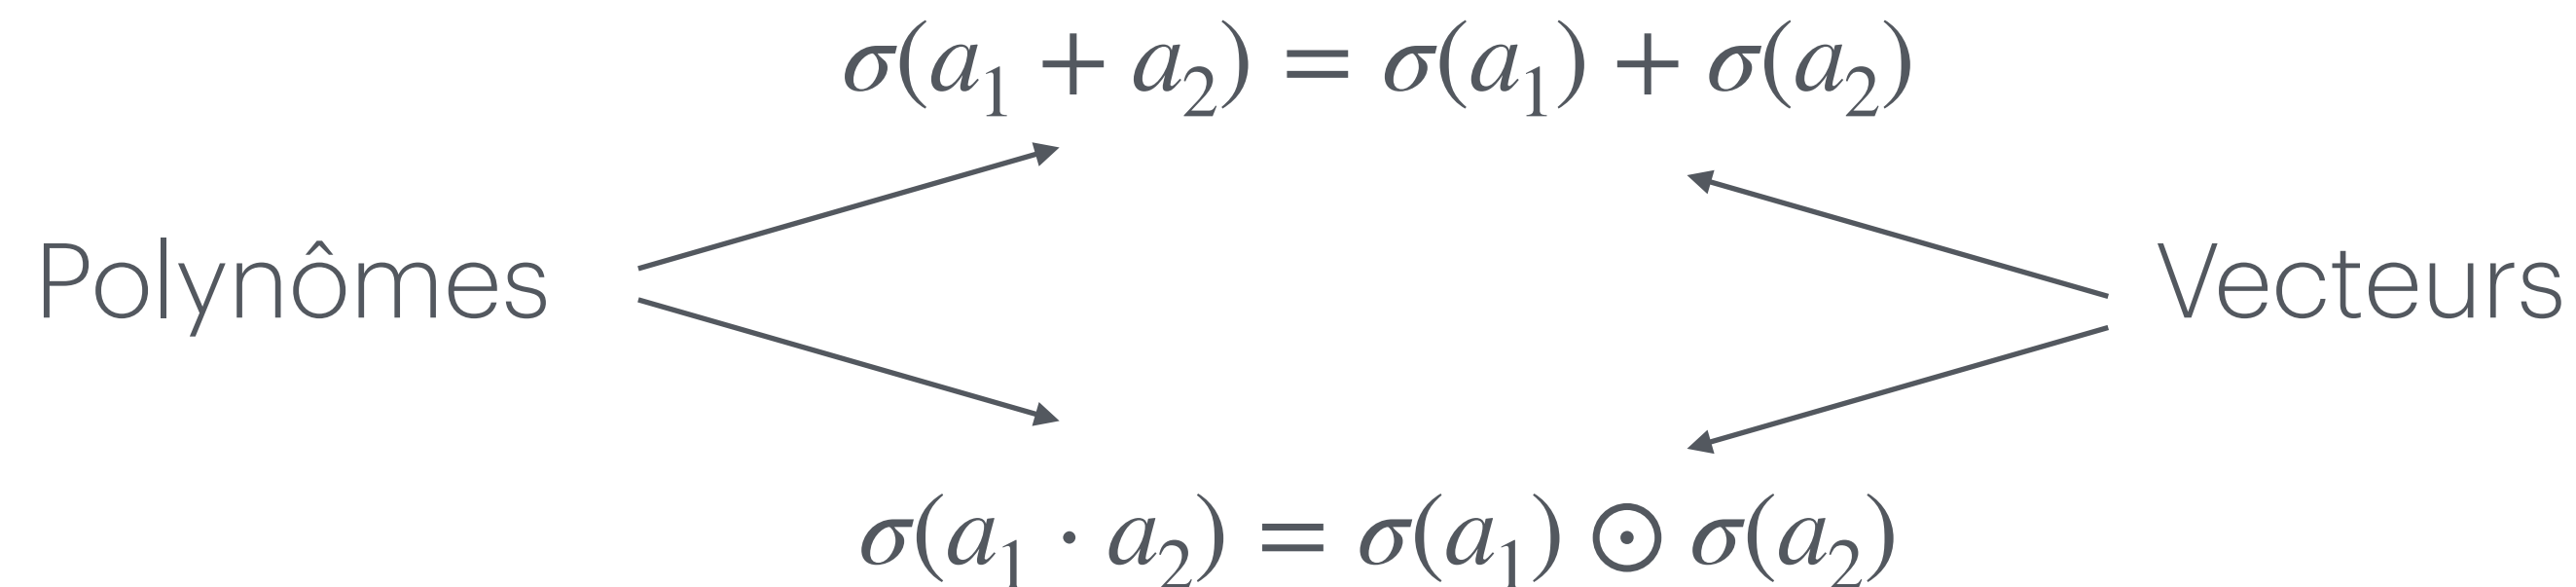 σ(a₁ + a₂) = σ(a₁) + σ(a₂)
Polynômes
Vecteurs
σ(a₁ · a₂) = σ(a₁) ⊙ σ(a₂)